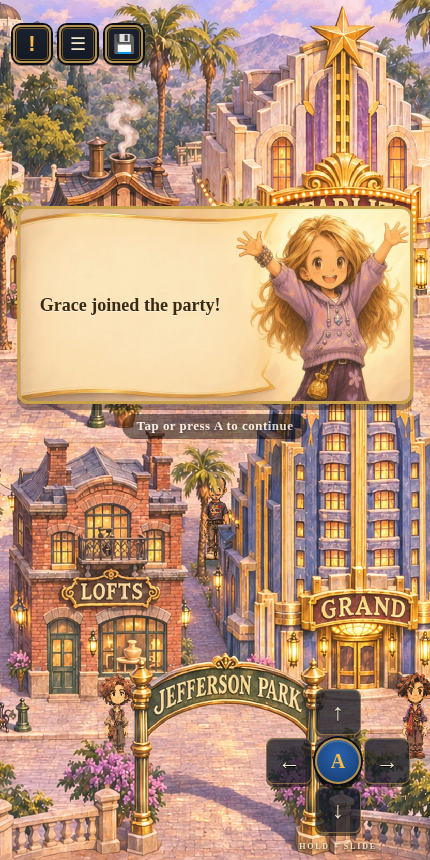 !
Grace joined the party!
Tap or press A to continue
LOFTS
GRAND
JEFFERSON PARK
↑
← A →
↓
HOLD + SLIDE